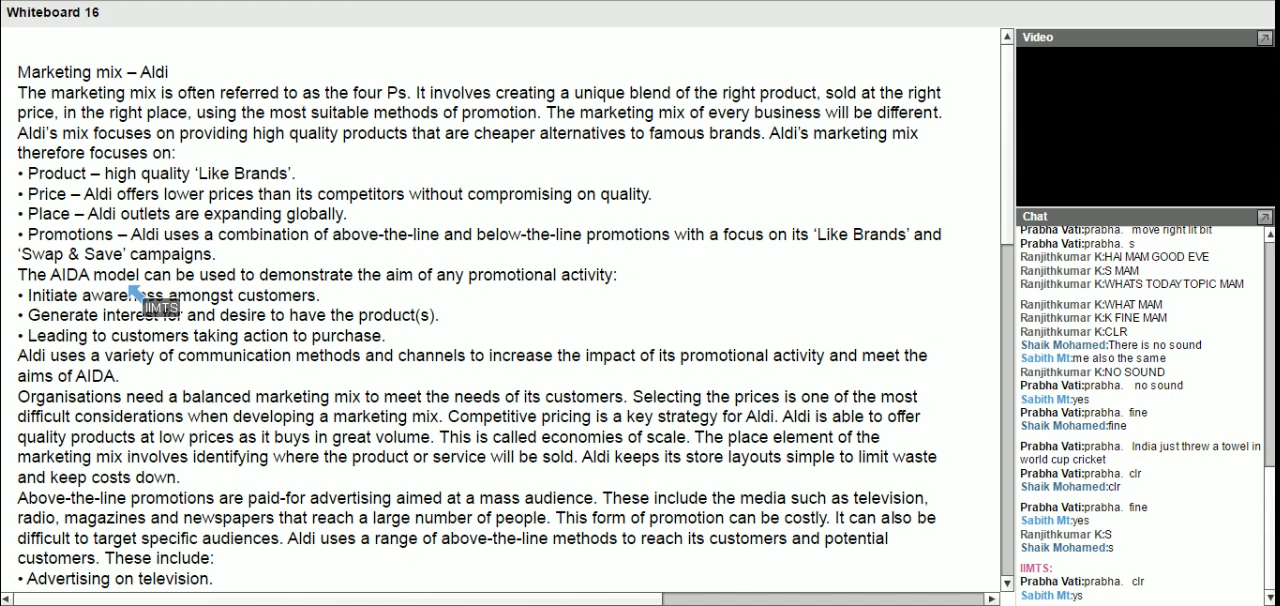 Whiteboard 16
Marketing mix – Aldi
The marketing mix is often referred to as the four Ps. It involves creating a unique blend of the right product, sold at the right
price, in the right place, using the most suitable methods of promotion. The marketing mix of every business will be different.
Aldi's mix focuses on providing high quality products that are cheaper alternatives to famous brands. Aldi's marketing mix
therefore focuses on:
• Product – high quality 'Like Brands'.
• Price – Aldi offers lower prices than its competitors without compromising on quality.
• Place – Aldi outlets are expanding globally.
• Promotions – Aldi uses a combination of above-the-line and below-the-line promotions with a focus on its 'Like Brands' and
'Swap & Save' campaigns.
The AIDA model can be used to demonstrate the aim of any promotional activity:
• Initiate awareness amongst customers.
IIMTS
• Generate interest for and desire to have the product(s).
• Leading to customers taking action to purchase.
Aldi uses a variety of communication methods and channels to increase the impact of its promotional activity and meet the
aims of AIDA.
Organisations need a balanced marketing mix to meet the needs of its customers. Selecting the prices is one of the most
difficult considerations when developing a marketing mix. Competitive pricing is a key strategy for Aldi. Aldi is able to offer
quality products at low prices as it buys in great volume. This is called economies of scale. The place element of the
marketing mix involves identifying where the product or service will be sold. Aldi keeps its store layouts simple to limit waste
and keep costs down.
Above-the-line promotions are paid-for advertising aimed at a mass audience. These include the media such as television,
radio, magazines and newspapers that reach a large number of people. This form of promotion can be costly. It can also be
difficult to target specific audiences. Aldi uses a range of above-the-line methods to reach its customers and potential
customers. These include:
• Advertising on television.
Video
Chat
Prabha Vati:prabha. move right lit bit
Prabha Vati:prabha. s
Ranjithkumar K:HAI MAM GOOD EVE
Ranjithkumar K:S MAM
Ranjithkumar K:WHATS TODAY TOPIC MAM
Ranjithkumar K:WHAT MAM
Ranjithkumar K:K FINE MAM
Ranjithkumar K:CLR
Shaik Mohamed:There is no sound
Sabith Mt:me also the same
Ranjithkumar K:NO SOUND
Prabha Vati:prabha. no sound
Sabith Mt:yes
Prabha Vati:prabha. fine
Shaik Mohamed:fine
Prabha Vati:prabha. India just threw a towel in
world cup cricket
Prabha Vati:prabha. clr
Shaik Mohamed:clr
Prabha Vati:prabha. fine
Sabith Mt:yes
Ranjithkumar K:S
Shaik Mohamed:s
IIMTS:
Prabha Vati:prabha. clr
Sabith Mt:ys